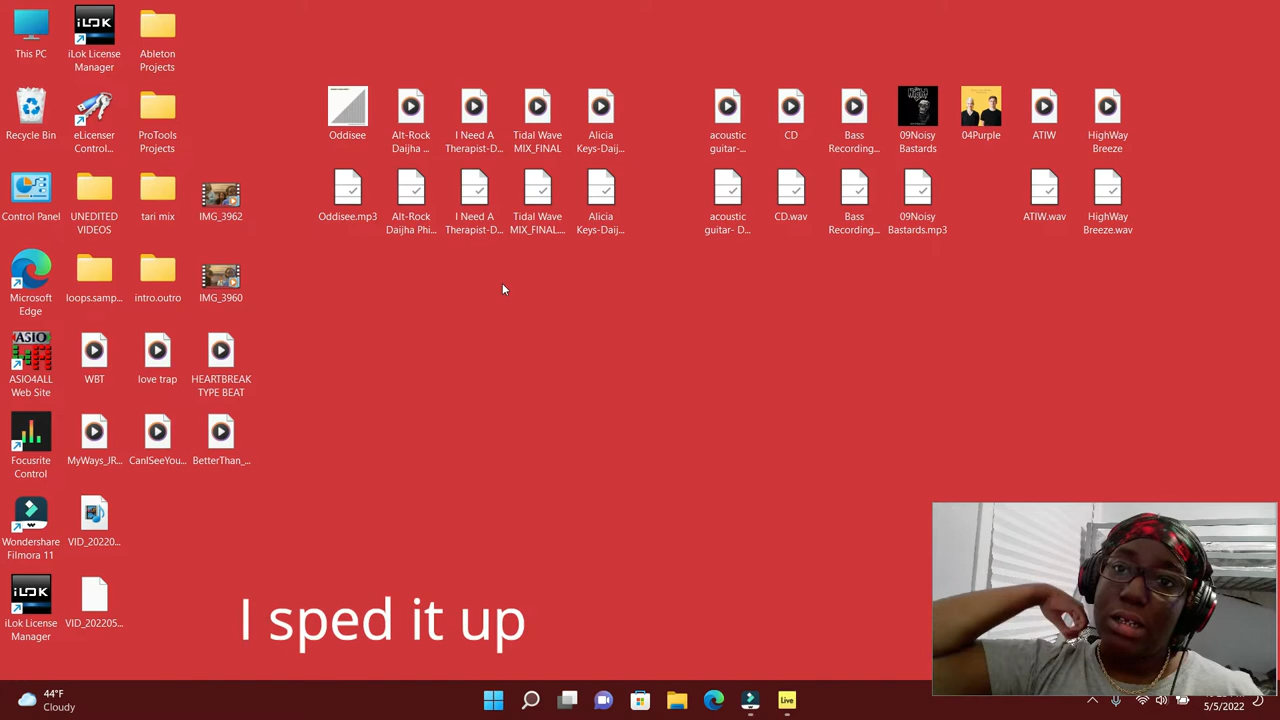 This PC
iLok License
Manager
Ableton
Projects
Recycle Bin
eLicenser
Control...
ProTools
Projects
Control Panel
UNEDITED
VIDEOS
tari mix
IMG_3962
Microsoft
Edge
loops.samp...
intro.outro
IMG_3960
ASIO4ALL
Web Site
WBT
love trap
HEARTBREAK
TYPE BEAT
Focusrite
Control
MyWays_JR...
CanISeeYou...
BetterThan_...
Wondershare
Filmora 11
VID_20220...
iLok License
Manager
VID_202205...
Oddisee
Alt-Rock
Daijha ...
I Need A
Therapist-D...
Tidal Wave
MIX_FINAL
Alicia
Keys-Daij...
acoustic
guitar-...
CD
Bass
Recording...
09Noisy
Bastards
04Purple
ATIW
HighWay
Breeze
Oddisee.mp3
Alt-Rock
Daijha Phi...
I Need A
Therapist-D...
Tidal Wave
MIX_FINAL....
Alicia
Keys-Daij...
acoustic
guitar- D...
CD.wav
Bass
Recording...
09Noisy
Bastards.mp3
ATIW.wav
HighWay
Breeze.wav
I sped it up
44°F
Cloudy
Live
5/5/2022